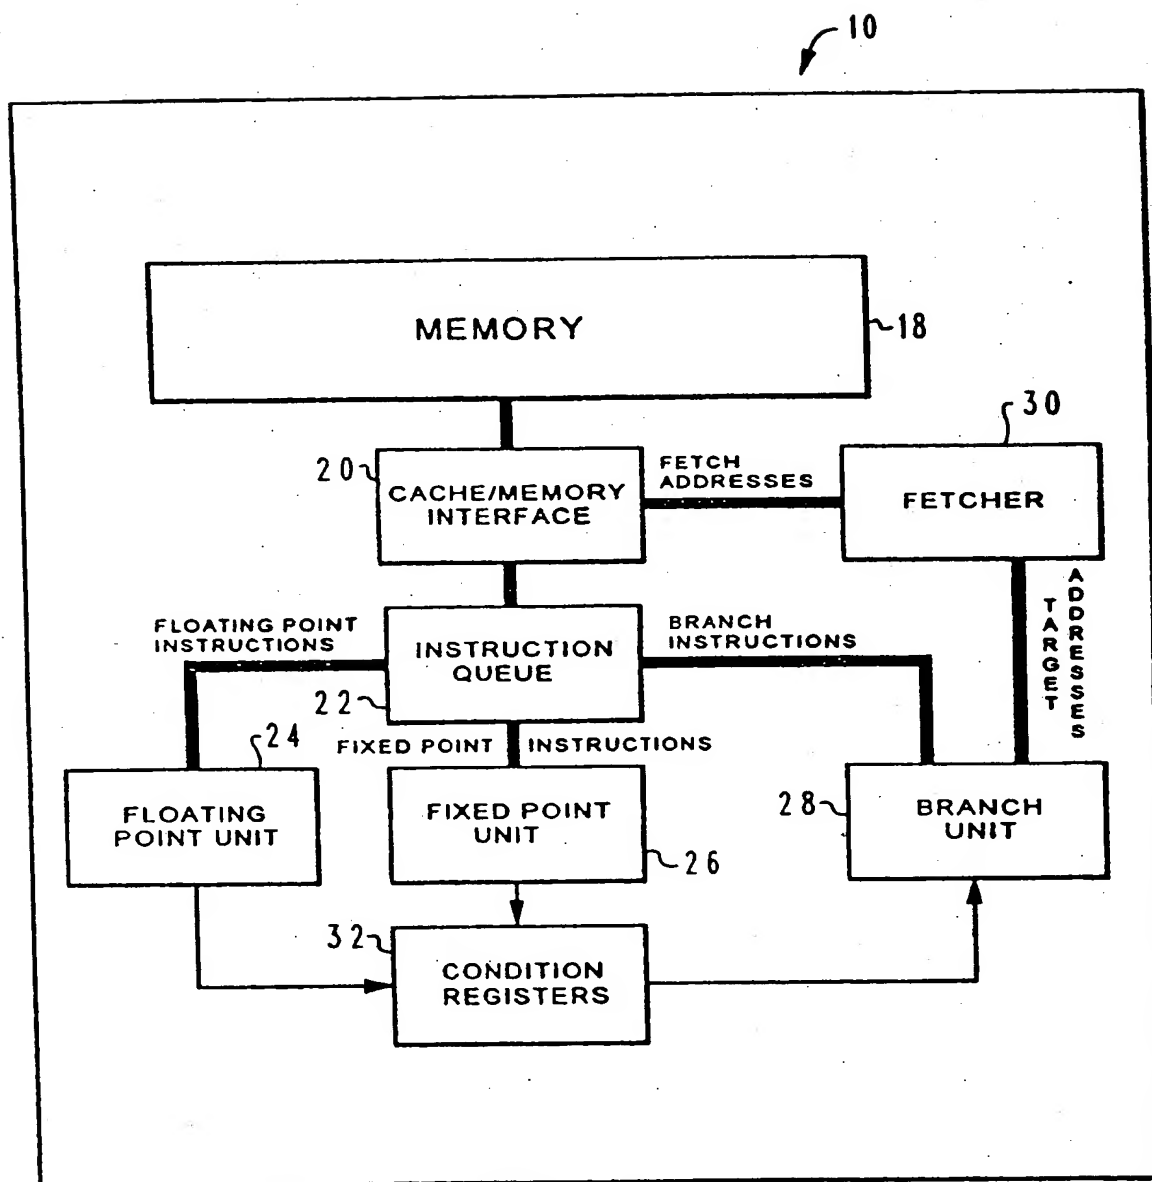 10
MEMORY
18
30
20
FETCH
ADDRESSES
CACHE/MEMORY
INTERFACE
FETCHER
FLOATING POINT
INSTRUCTIONS
BRANCH
INSTRUCTIONS
TARGET
ADDRESSES
INSTRUCTION
QUEUE
22
24
FIXED POINT INSTRUCTIONS
FLOATING
POINT UNIT
FIXED POINT
UNIT
26
28
BRANCH
UNIT
32
CONDITION
REGISTERS